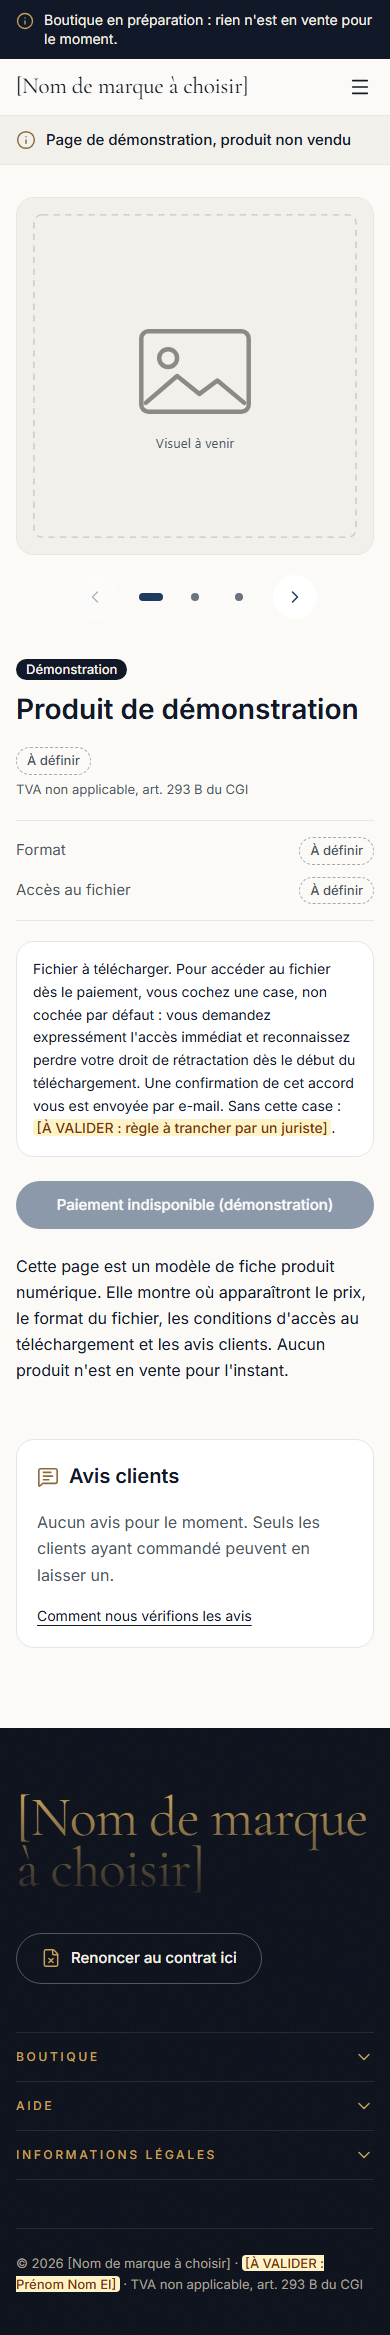 Boutique en préparation : rien n'est en vente pour
le moment.
[Nom de marque à choisir]
Page de démonstration, produit non vendu
Visuel à venir
Démonstration
Produit de démonstration
À définir
TVA non applicable, art. 293 B du CGI
Format
À définir
Accès au fichier
À définir
Fichier à télécharger. Pour accéder au fichier
dès le paiement, vous cochez une case, non
cochée par défaut : vous demandez
expressément l'accès immédiat et reconnaissez
perdre votre droit de rétractation dès le début du
téléchargement. Une confirmation de cet accord
vous est envoyée par e-mail. Sans cette case :
[À VALIDER : règle à trancher par un juriste].
Paiement indisponible (démonstration)
Cette page est un modèle de fiche produit
numérique. Elle montre où apparaîtront le prix,
le format du fichier, les conditions d'accès au
téléchargement et les avis clients. Aucun
produit n'est en vente pour l'instant.
Avis clients
Aucun avis pour le moment. Seuls les
clients ayant commandé peuvent en
laisser un.
Comment nous vérifions les avis
[Nom de marque
à choisir]
Renoncer au contrat ici
BOUTIQUE
AIDE
INFORMATIONS LÉGALES
© 2026 [Nom de marque à choisir] · [À VALIDER :
Prénom Nom EI] · TVA non applicable, art. 293 B du CGI